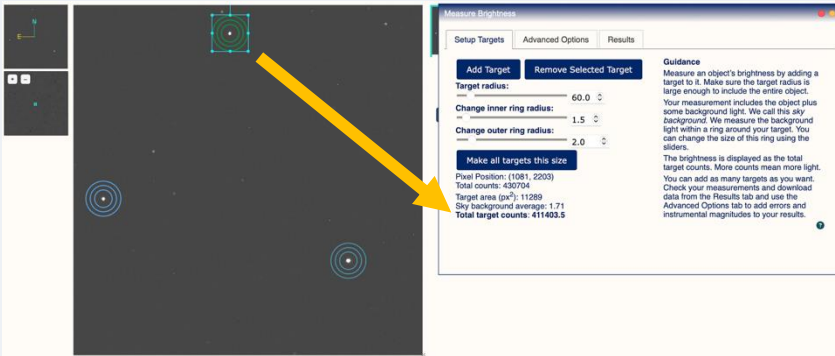 N
E
+ −
Measure Brightness
Setup Targets Advanced Options Results
Add Target Remove Selected Target
Target radius:
60.0
Change inner ring radius:
1.5
Change outer ring radius:
2.0
Make all targets this size
Pixel Position: (1081, 2203)
Total counts: 430704
Target area (px²): 11289
Sky background average: 1.71
Total target counts: 411403.5
Guidance
Measure an object's brightness by adding a
target to it. Make sure the target radius is
large enough to include the entire object.
Your measurement includes the object plus
some background light. We call this sky
background. We measure the background
light within a ring around your target. You
can change the size of this ring using the
sliders.
The brightness is displayed as the total
target counts. More counts mean more light.
You can add as many targets as you want.
Check your measurements and download
data from the Results tab and use the
Advanced Options tab to add errors and
instrumental magnitudes to your results.
?